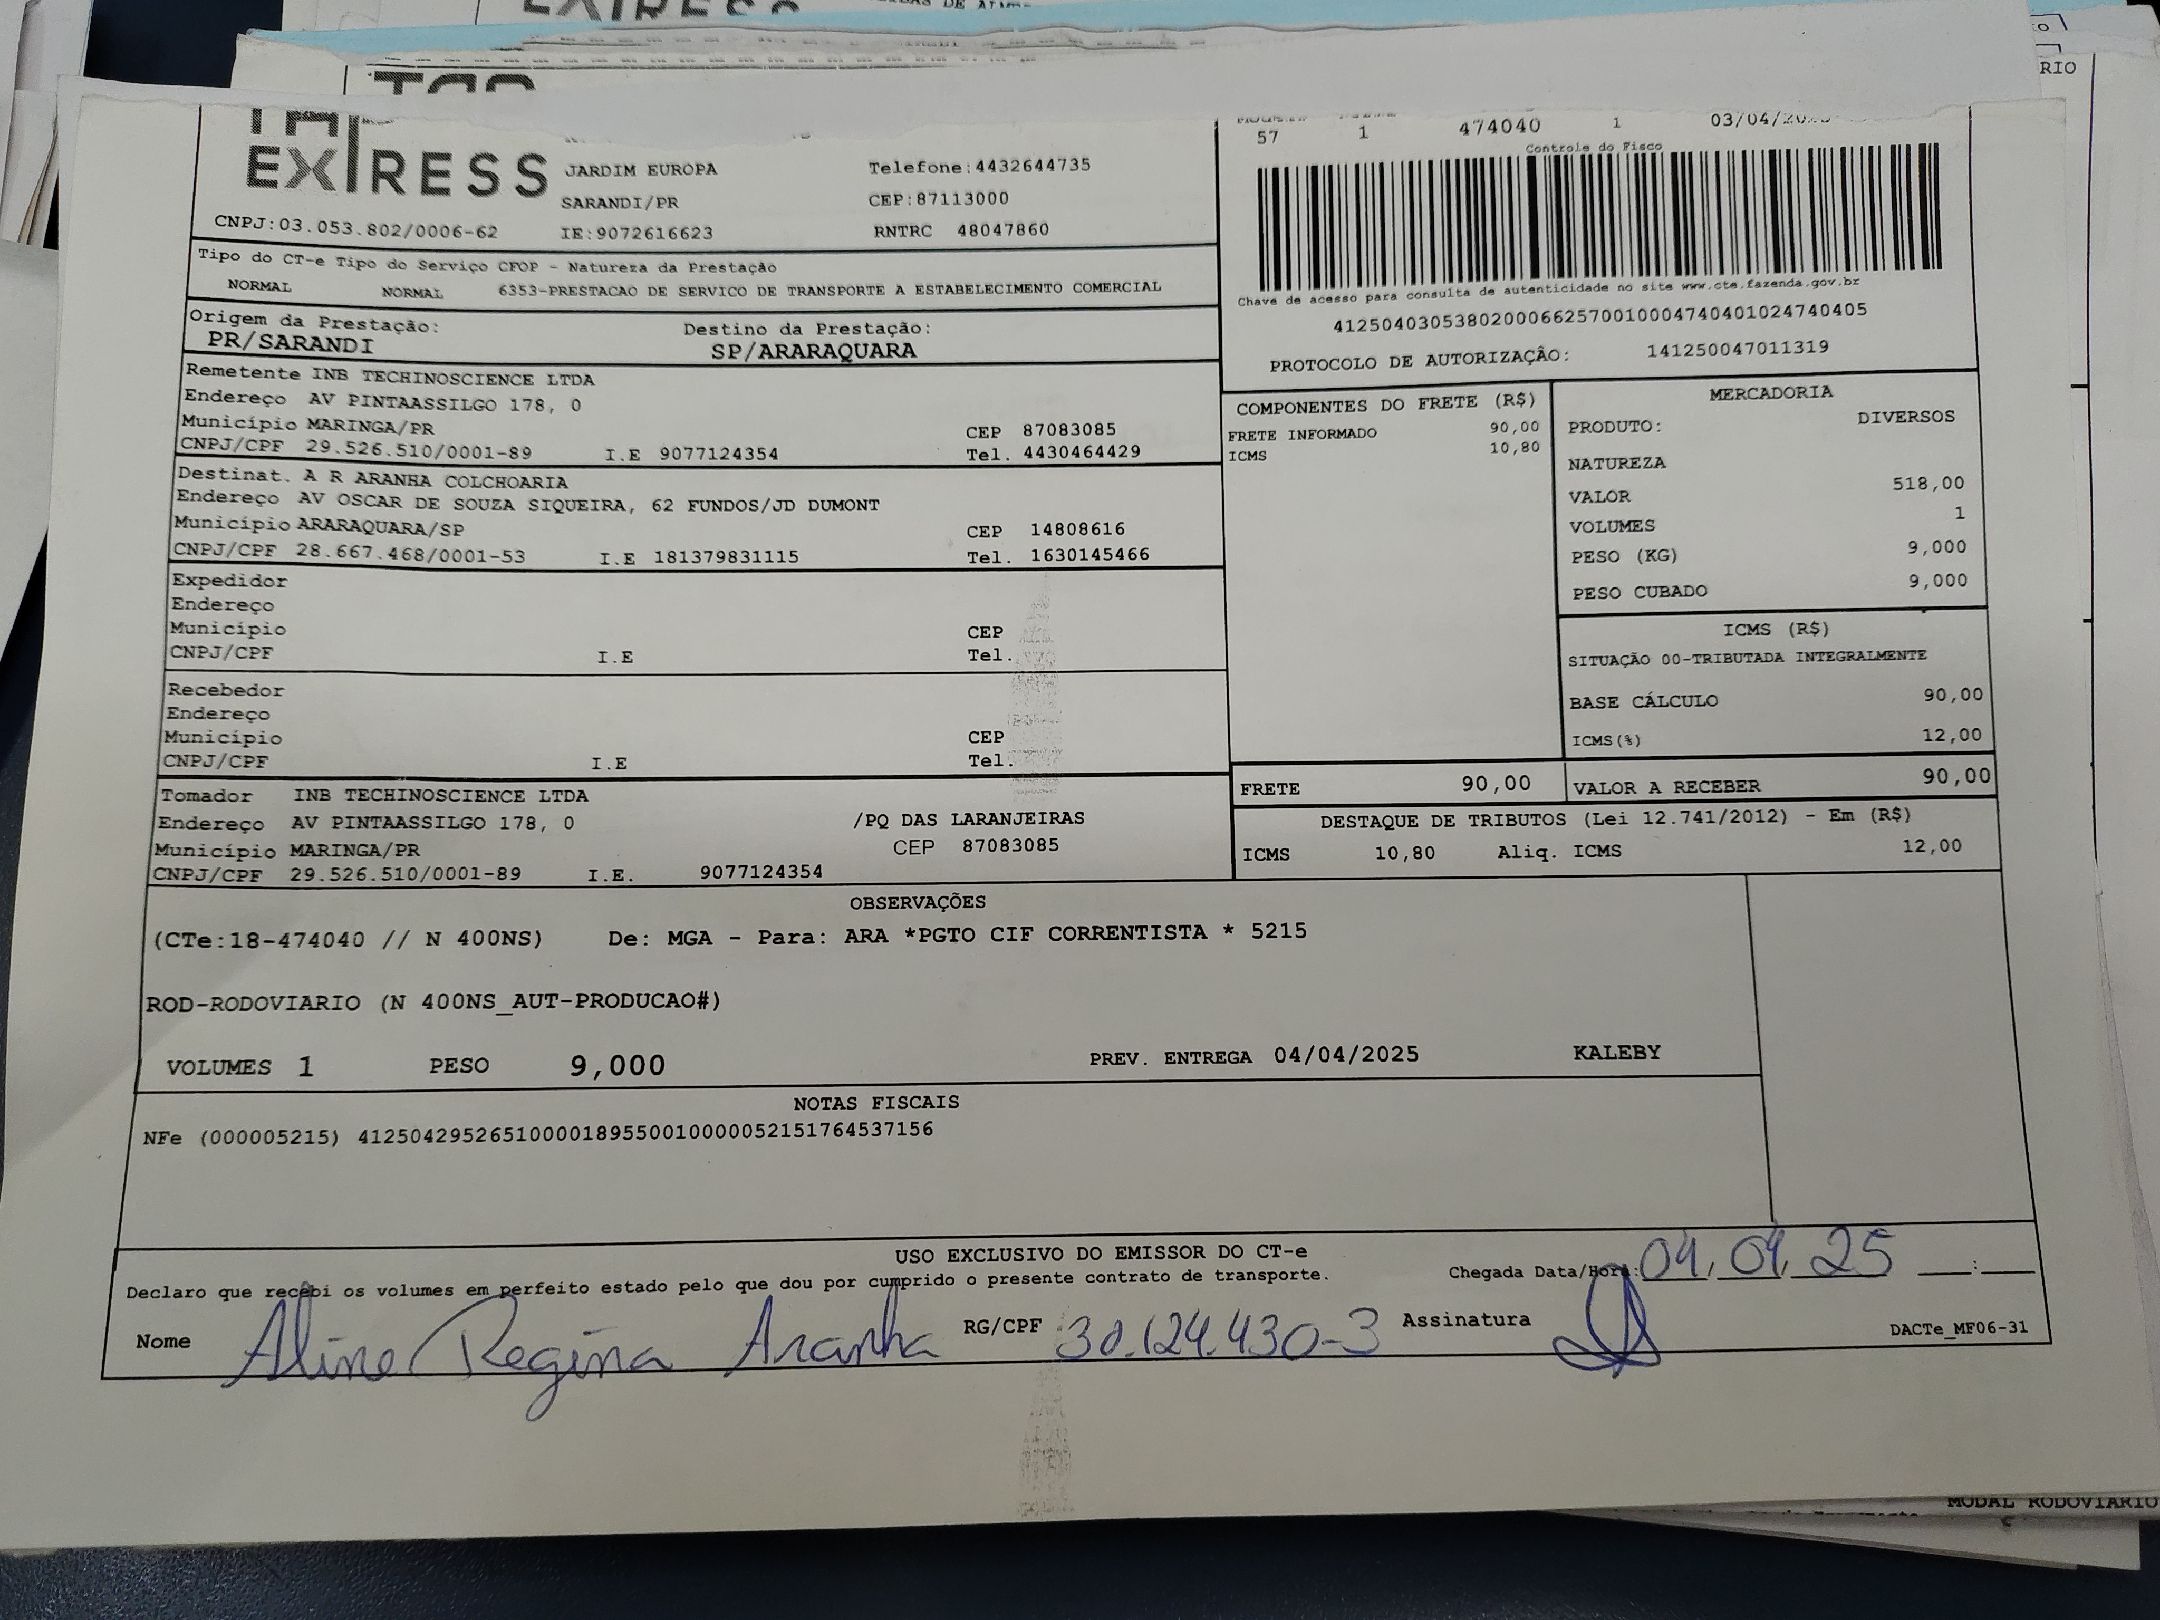 EXPRESS
JARDIM EUROPA Telefone:4432644735
SARANDI/PR CEP:87113000
CNPJ:03.053.802/0006-62 IE:9072616623 RNTRC 48047860
57 1 474040 1 03/04/
Controle do Fisco
Chave de acesso para consulta de autenticidade no site www.cte.fazenda.gov.br
41250403053802000662570010004740401024740405
PROTOCOLO DE AUTORIZAÇÃO: 141250047011319
Tipo do CT-e Tipo do Serviço CFOP - Natureza da Prestação
NORMAL NORMAL 6353-PRESTACAO DE SERVICO DE TRANSPORTE A ESTABELECIMENTO COMERCIAL
Origem da Prestação: Destino da Prestação:
PR/SARANDI SP/ARARAQUARA
Remetente INB TECHINOSCIENCE LTDA
Endereço AV PINTAASSILGO 178, 0
Município MARINGA/PR CEP 87083085
CNPJ/CPF 29.526.510/0001-89 I.E 9077124354 Tel. 4430464429
Destinat. A R ARANHA COLCHOARIA
Endereço AV OSCAR DE SOUZA SIQUEIRA, 62 FUNDOS/JD DUMONT
Município ARARAQUARA/SP CEP 14808616
CNPJ/CPF 28.667.468/0001-53 I.E 181379831115 Tel. 1630145466
Expedidor
Endereço
Município CEP
CNPJ/CPF I.E Tel.
Recebedor
Endereço
Município CEP
CNPJ/CPF I.E Tel.
Tomador INB TECHINOSCIENCE LTDA
Endereço AV PINTAASSILGO 178, 0 /PQ DAS LARANJEIRAS
Município MARINGA/PR CEP 87083085
CNPJ/CPF 29.526.510/0001-89 I.E. 9077124354
COMPONENTES DO FRETE (R$)
FRETE INFORMADO 90,00
ICMS 10,80
MERCADORIA
PRODUTO: DIVERSOS
NATUREZA
VALOR 518,00
VOLUMES 1
PESO (KG) 9,000
PESO CUBADO 9,000
ICMS (R$)
SITUAÇÃO 00-TRIBUTADA INTEGRALMENTE
BASE CÁLCULO 90,00
ICMS(%) 12,00
FRETE 90,00 VALOR A RECEBER 90,00
DESTAQUE DE TRIBUTOS (Lei 12.741/2012) - Em (R$)
ICMS 10,80 Aliq. ICMS 12,00
OBSERVAÇÕES
(CTe:18-474040 // N 400NS) De: MGA - Para: ARA *PGTO CIF CORRENTISTA * 5215
ROD-RODOVIARIO (N 400NS_AUT-PRODUCAO#)
VOLUMES 1 PESO 9,000 PREV. ENTREGA 04/04/2025 KALEBY
NOTAS FISCAIS
NFe (000005215) 41250429526510000189550010000052151764537156
USO EXCLUSIVO DO EMISSOR DO CT-e
Declaro que recebi os volumes em perfeito estado pelo que dou por cumprido o presente contrato de transporte. Chegada Data/Hora: 04, 04, 25 __:__
Nome Aline Regina Aranha RG/CPF 30.124.430-3 Assinatura
DACTe_MF06-31
MODAL RODOVIARIO